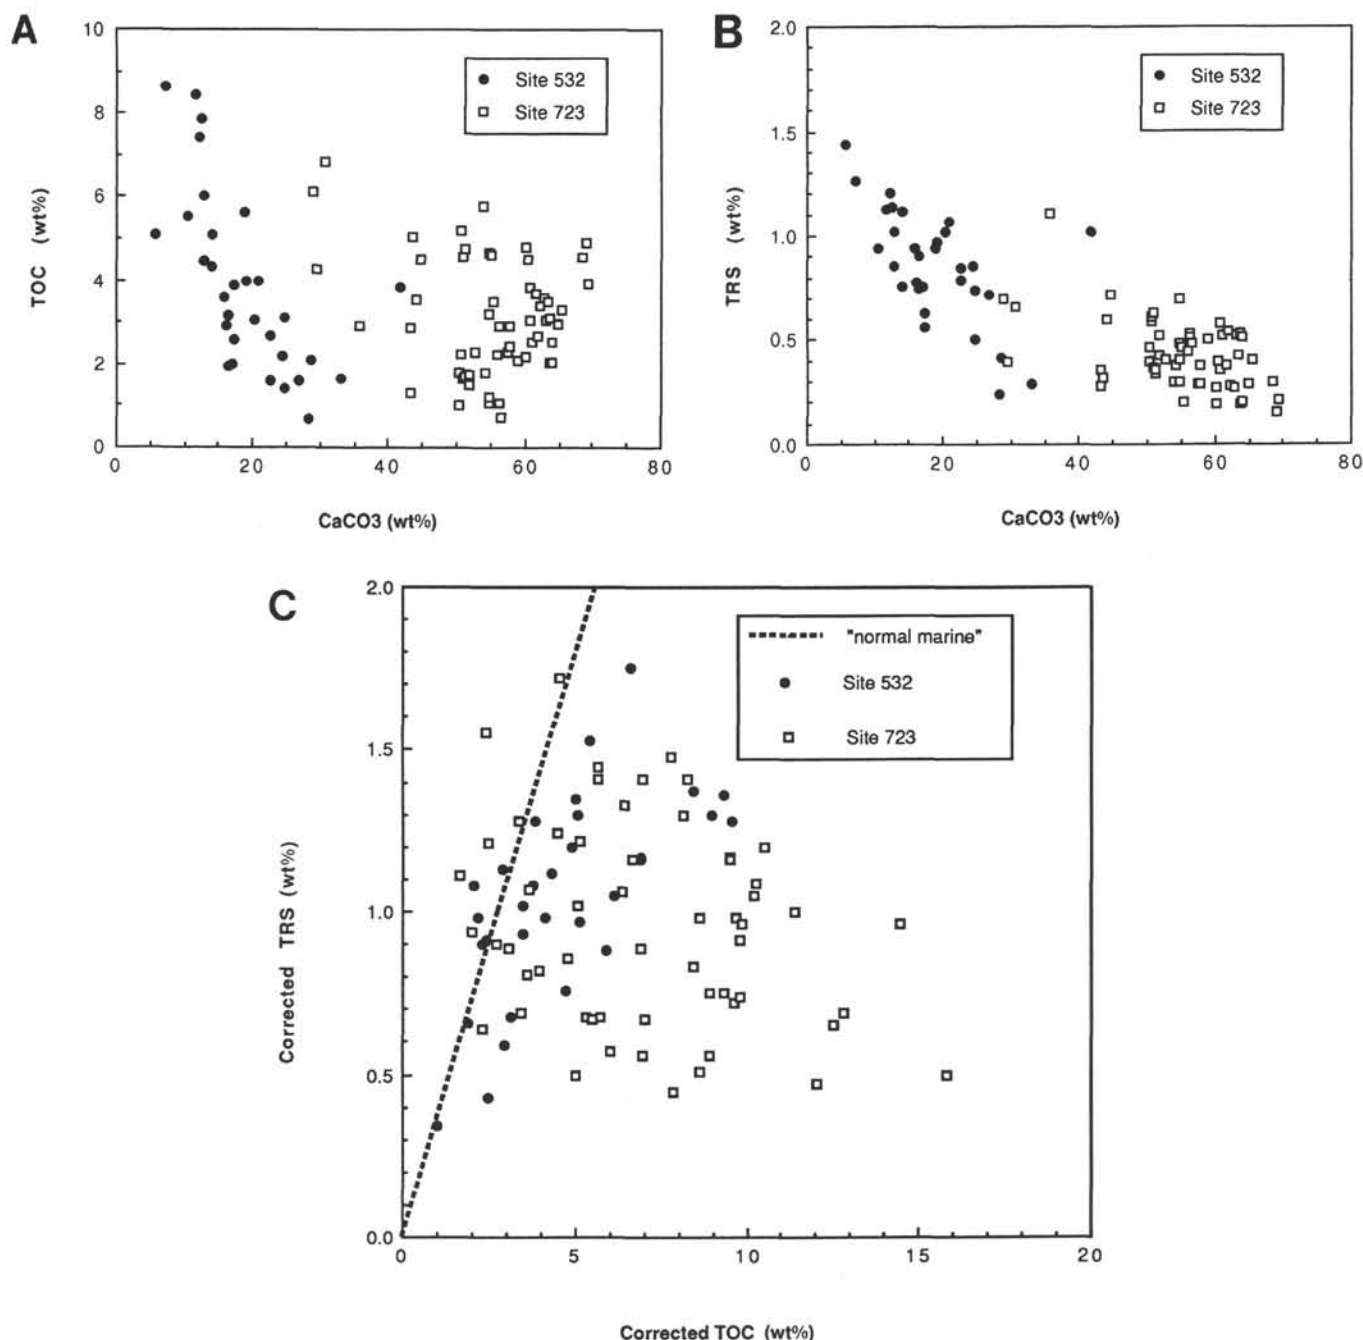 A
10
8
6
4
2
0
TOC (wt%)
Site 532
Site 723
0 20 40 60 80
CaCO3 (wt%)
B
2.0
1.5
1.0
0.5
0.0
TRS (wt%)
Site 532
Site 723
0 20 40 60 80
CaCO3 (wt%)
C
2.0
1.5
1.0
0.5
0.0
Corrected TRS (wt%)
"normal marine"
Site 532
Site 723
0 5 10 15 20
Corrected TOC (wt%)